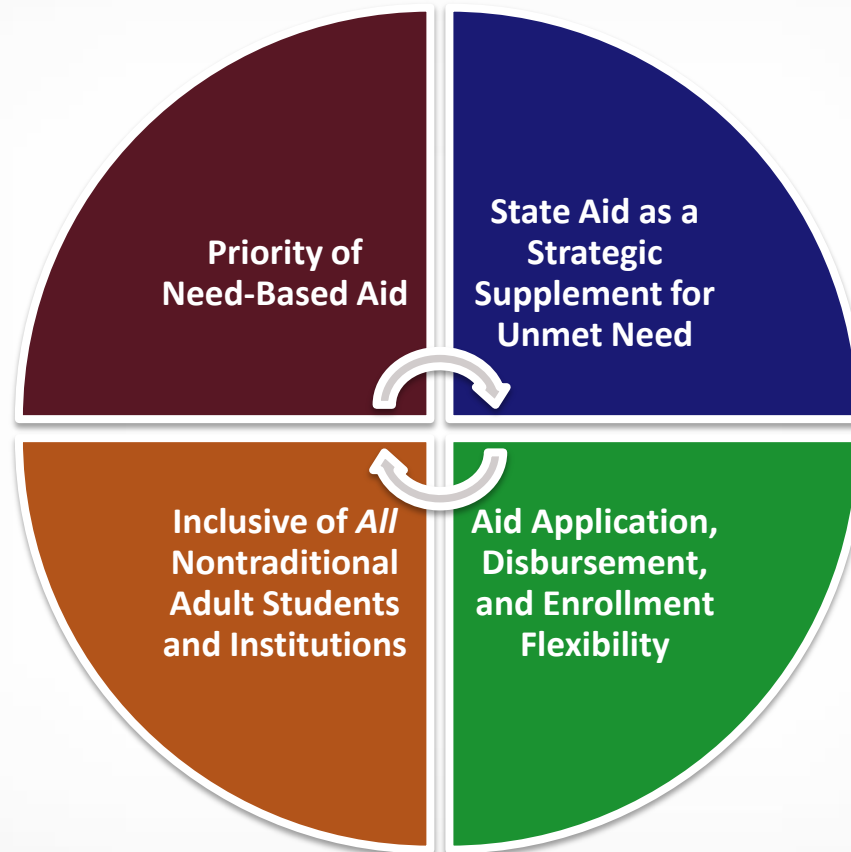 Priority of
Need-Based Aid
State Aid as a
Strategic
Supplement for
Unmet Need
Inclusive of All
Nontraditional
Adult Students
and Institutions
Aid Application,
Disbursement,
and Enrollment
Flexibility